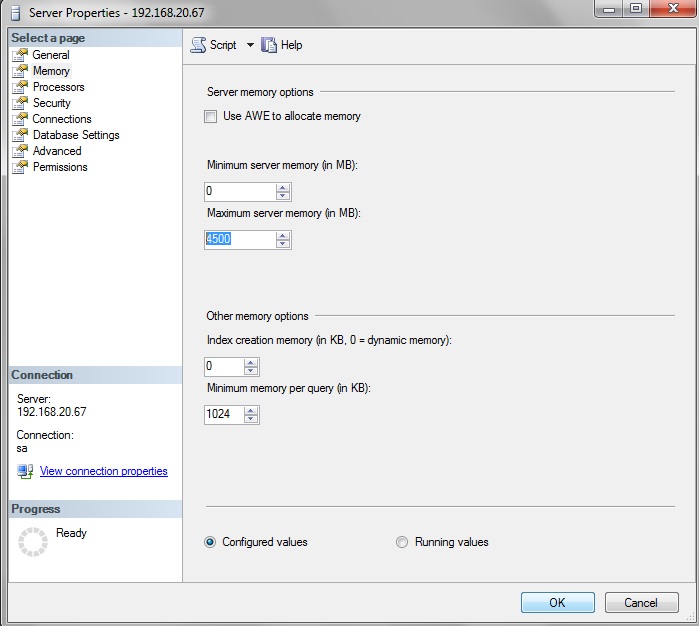 Server Properties - 192.168.20.67
Select a page
General
Memory
Processors
Security
Connections
Database Settings
Advanced
Permissions
Connection
Server:
192.168.20.67
Connection:
sa
View connection properties
Progress
Ready
Script Help
Server memory options
Use AWE to allocate memory
Minimum server memory (in MB):
0
Maximum server memory (in MB):
4500
Other memory options
Index creation memory (in KB, 0 = dynamic memory):
0
Minimum memory per query (in KB):
1024
Configured values Running values
OK Cancel